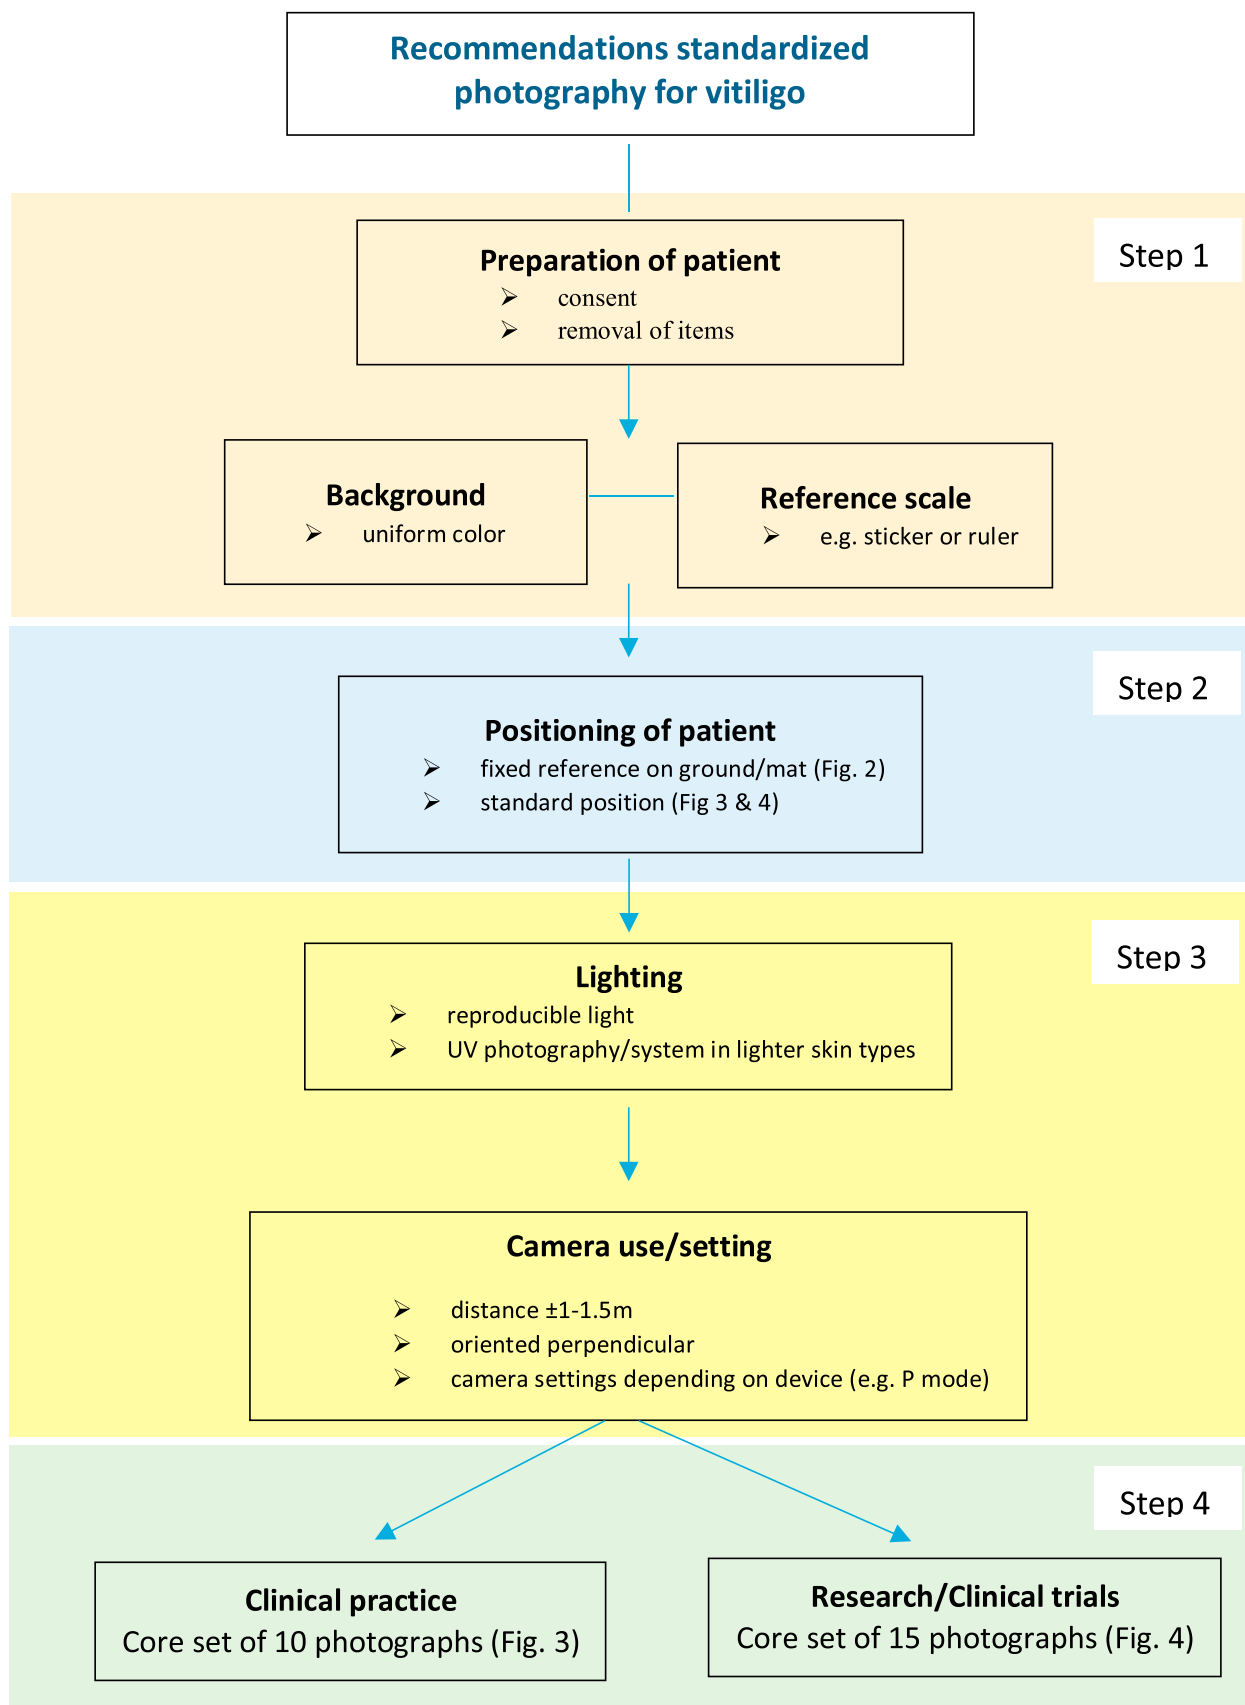 Recommendations standardized
photography for vitiligo
Step 1
Preparation of patient
➢ consent
➢ removal of items
Background
➢ uniform color
Reference scale
➢ e.g. sticker or ruler
Step 2
Positioning of patient
➢ fixed reference on ground/mat (Fig. 2)
➢ standard position (Fig 3 & 4)
Step 3
Lighting
➢ reproducible light
➢ UV photography/system in lighter skin types
Camera use/setting
➢ distance ±1-1.5m
➢ oriented perpendicular
➢ camera settings depending on device (e.g. P mode)
Step 4
Clinical practice
Core set of 10 photographs (Fig. 3)
Research/Clinical trials
Core set of 15 photographs (Fig. 4)